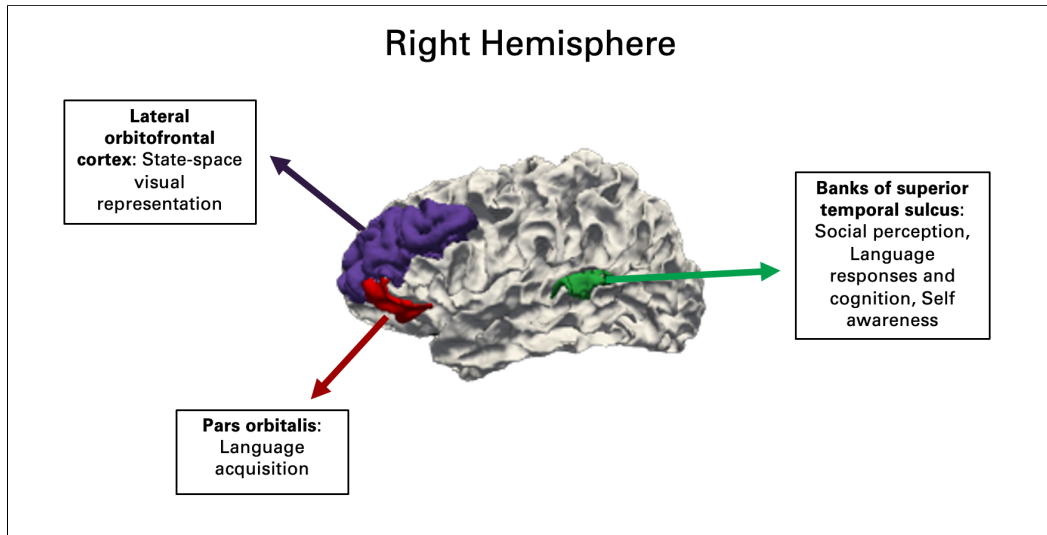 Right Hemisphere
Lateral
orbitofrontal
cortex: State-space
visual
representation
Banks of superior
temporal sulcus:
Social perception,
Language
responses and
cognition, Self
awareness
Pars orbitalis:
Language
acquisition